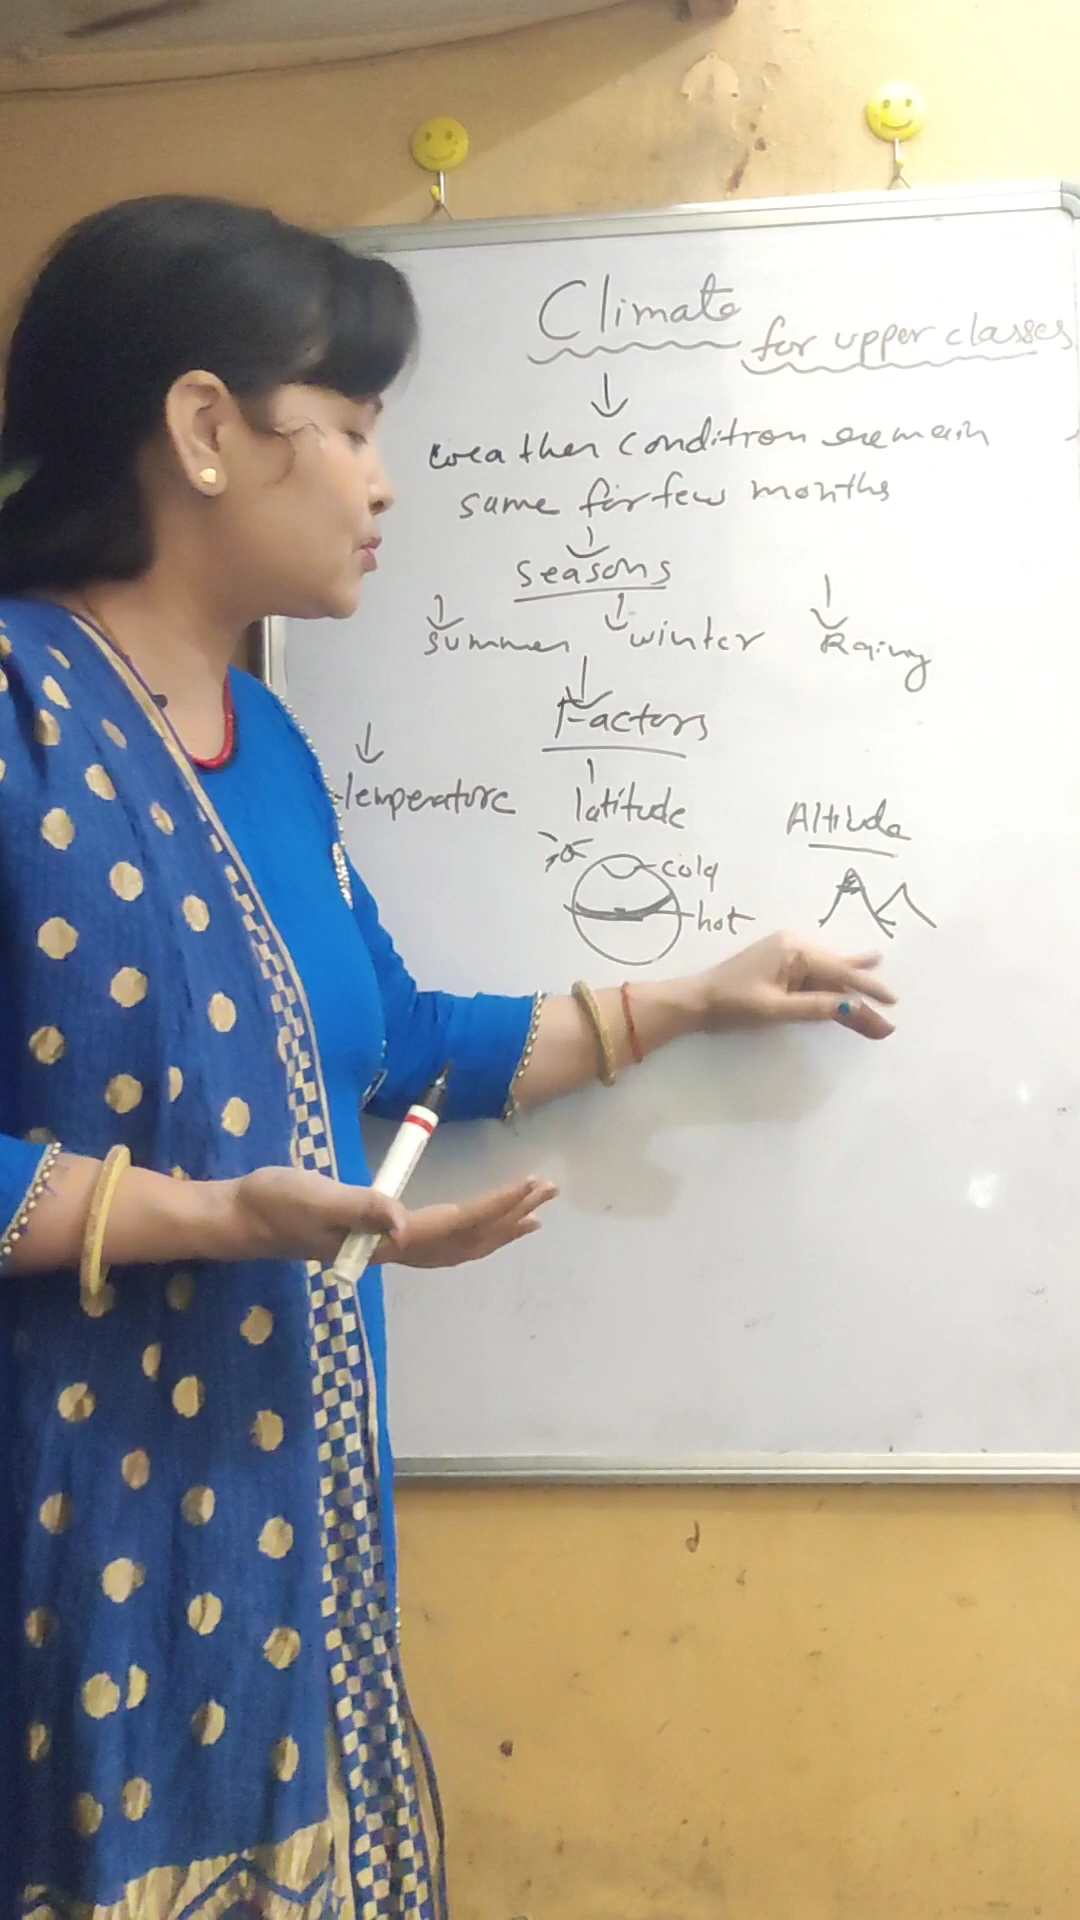 Climate
for upper classes
weather condition remain
same for few months
Seasons
summer winter Rainy
Factors
Temperature latitude Altitude
cold
hot